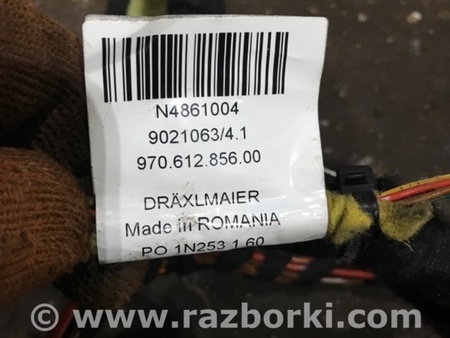 N4861004
9021063/4.1
970.612.856.00
DRÄXLMAIER
Made in ROMANIA
PO 1N253 1 60
www.razborki.com